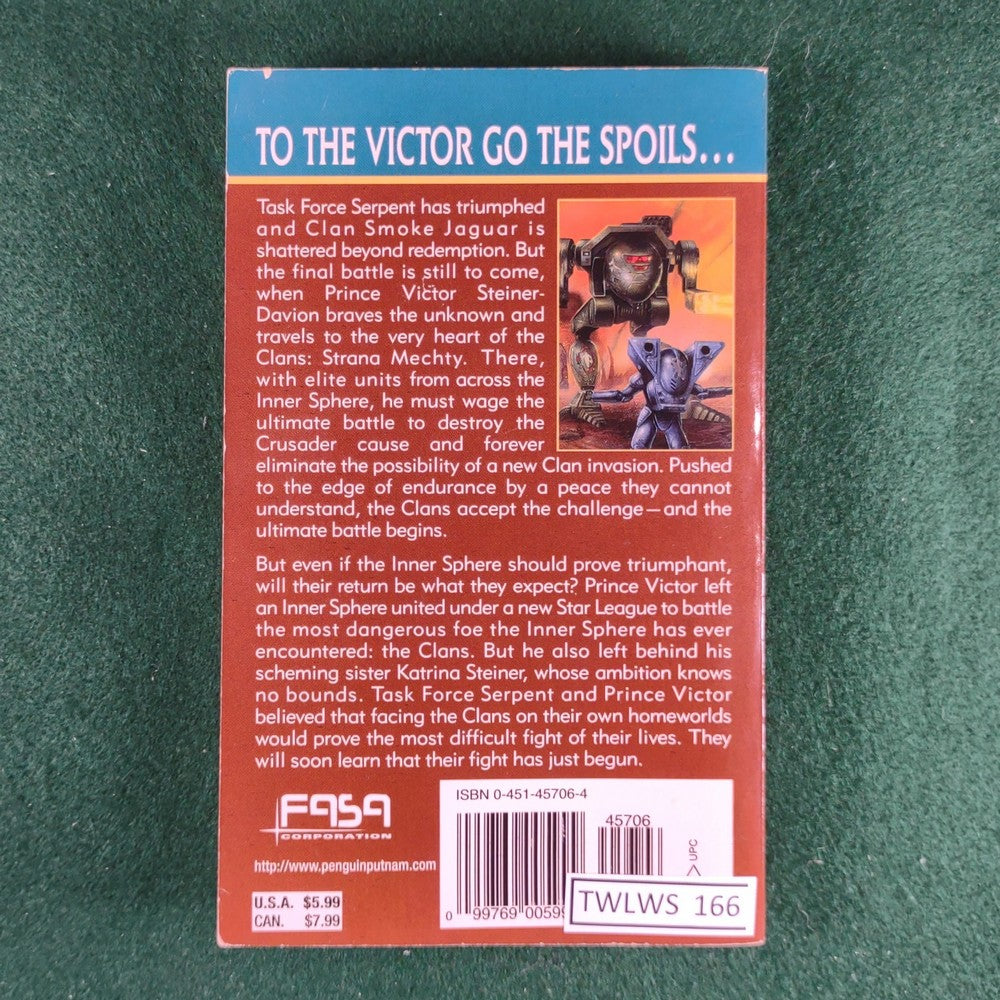 TO THE VICTOR GO THE SPOILS...
Task Force Serpent has triumphed
and Clan Smoke Jaguar is
shattered beyond redemption. But
the final battle is still to come,
when Prince Victor Steiner-
Davion braves the unknown and
travels to the very heart of the
Clans: Strana Mechty. There,
with elite units from across the
Inner Sphere, he must wage the
ultimate battle to destroy the
Crusader cause and forever
eliminate the possibility of a new Clan invasion. Pushed
to the edge of endurance by a peace they cannot
understand, the Clans accept the challenge—and the
ultimate battle begins.
But even if the Inner Sphere should prove triumphant,
will their return be what they expect? Prince Victor left
an Inner Sphere united under a new Star League to battle
the most dangerous foe the Inner Sphere has ever
encountered: the Clans. But he also left behind his
scheming sister Katrina Steiner, whose ambition knows
no bounds. Task Force Serpent and Prince Victor
believed that facing the Clans on their own homeworlds
would prove the most difficult fight of their lives. They
will soon learn that their fight has just begun.
FASA
CORPORATION
http://www.penguinputnam.com
U.S.A. $5.99
CAN. $7.99
ISBN 0-451-45706-4
45706
> UPC
0 99769 00599
TWLWS 166